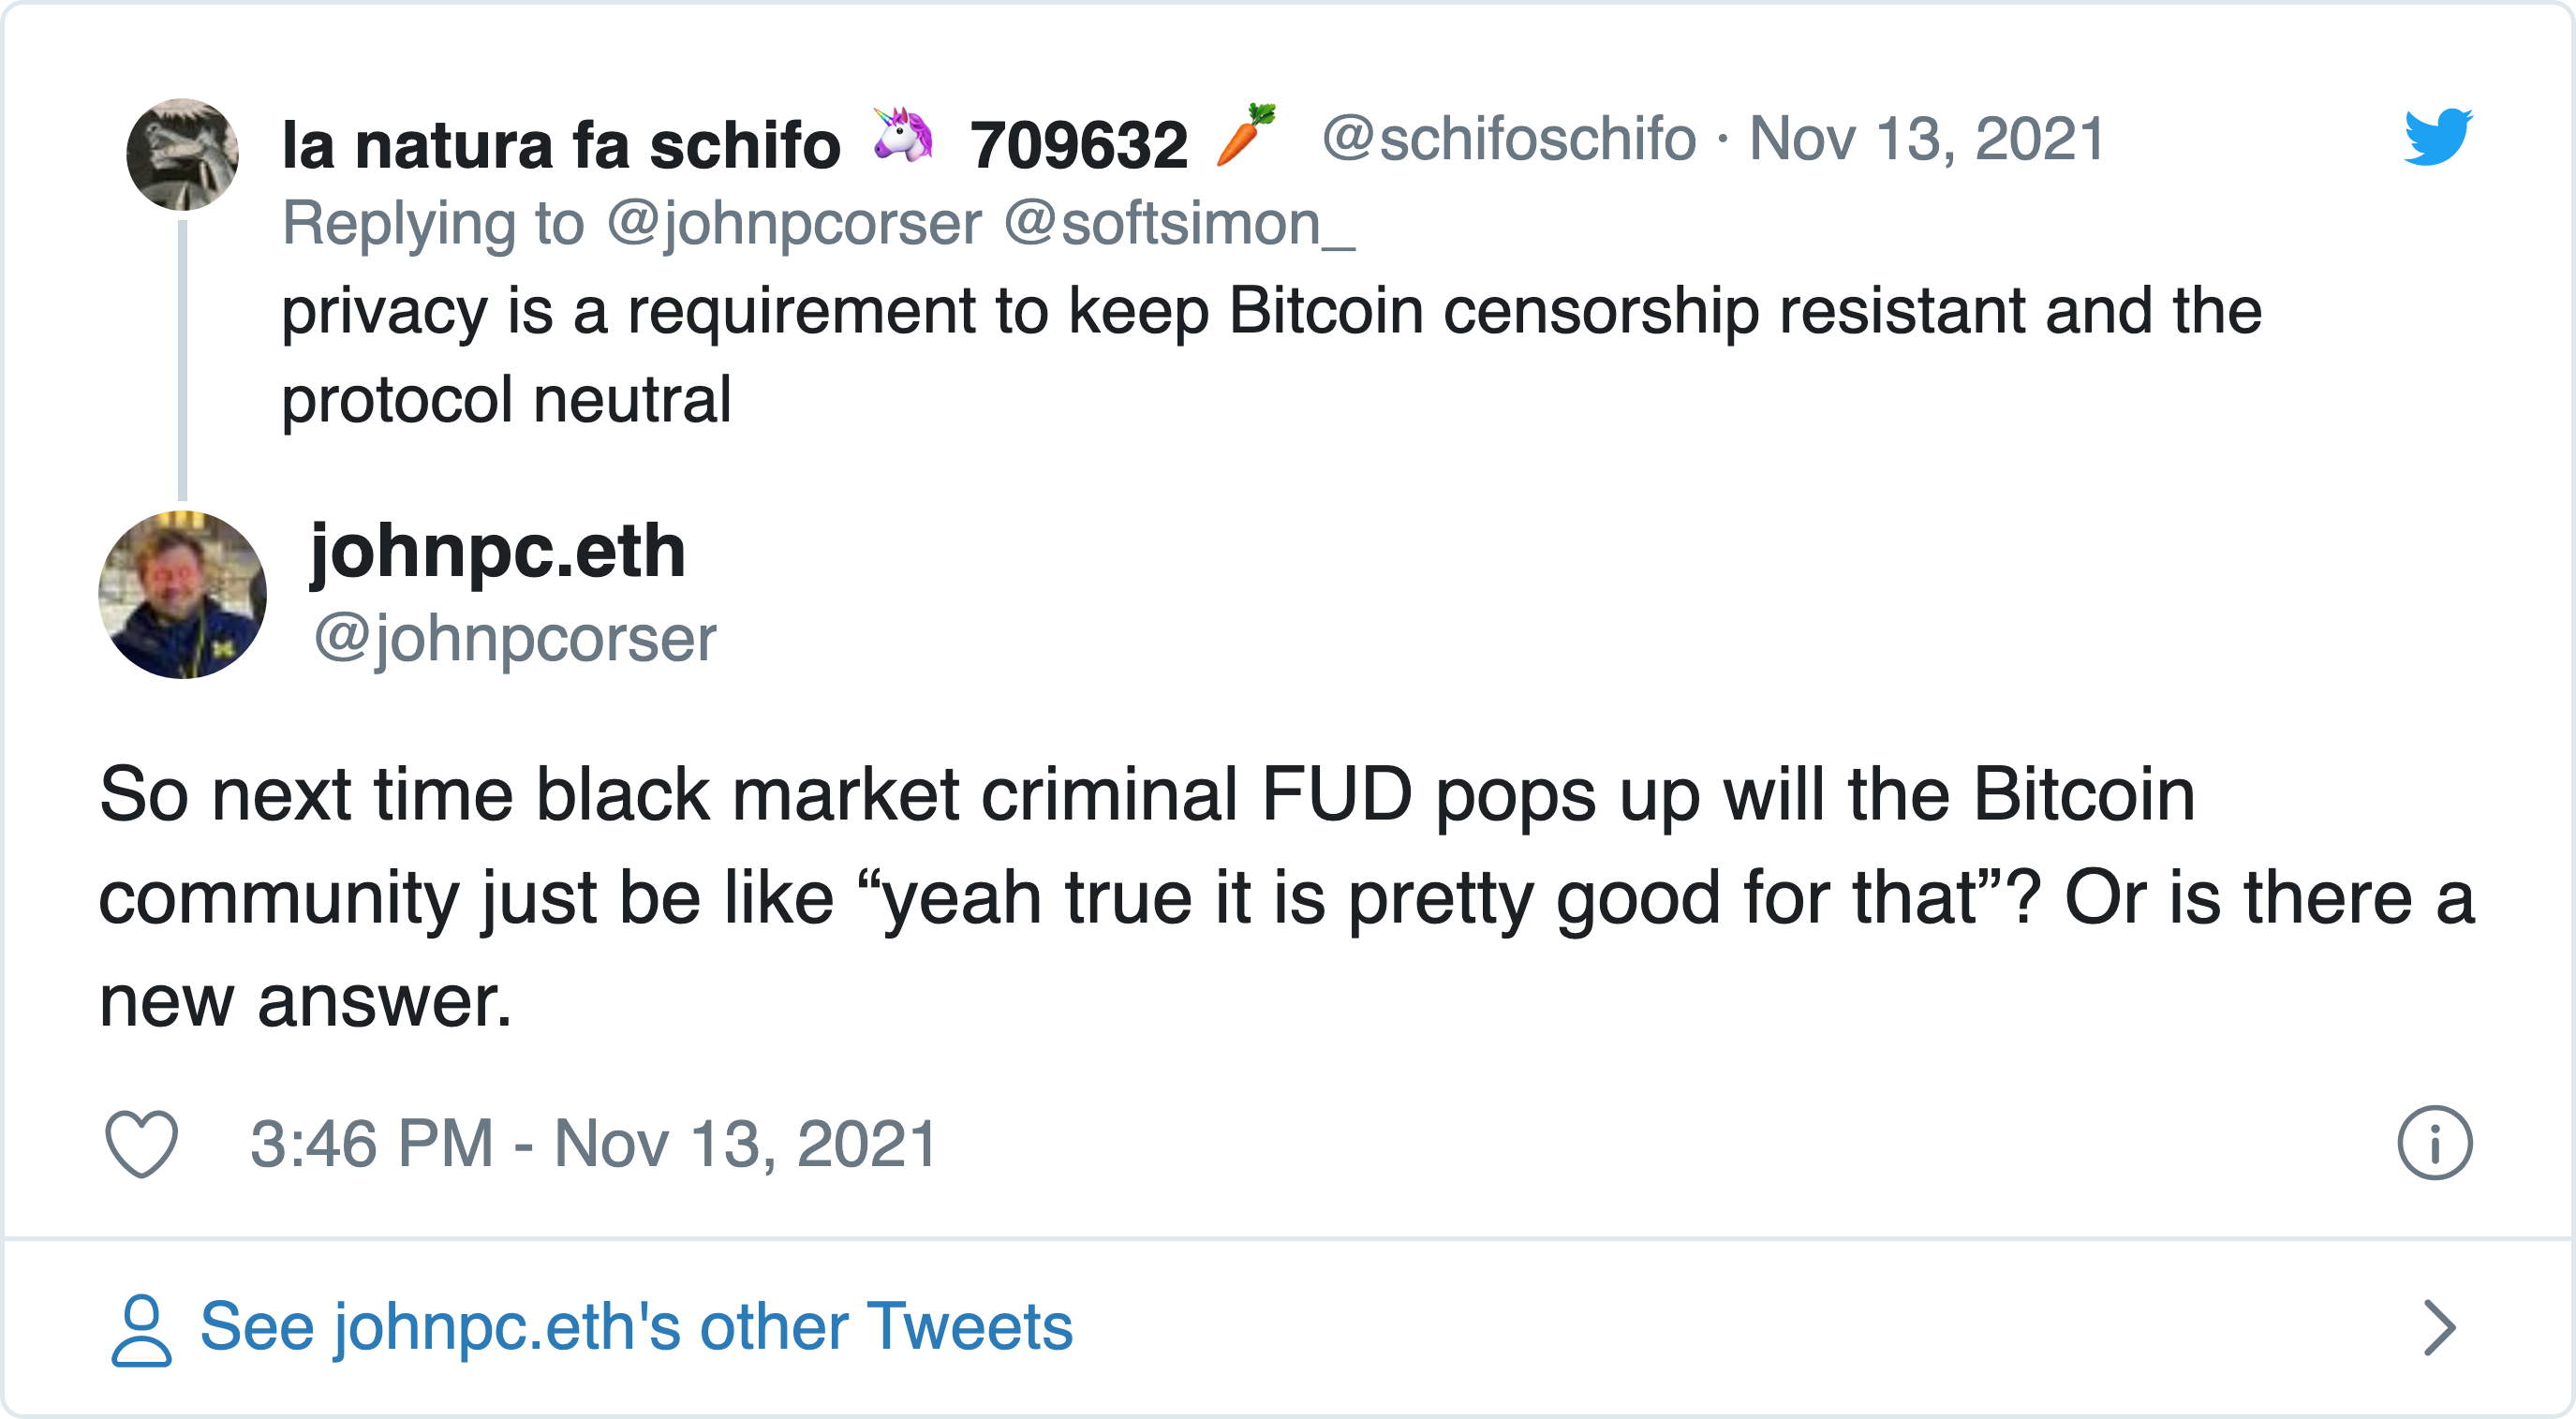 la natura fa schifo 🦄 709632 🥕 @schifoschifo · Nov 13, 2021
Replying to @johnpcorser @softsimon_
privacy is a requirement to keep Bitcoin censorship resistant and the
protocol neutral
johnpc.eth
@johnpcorser
So next time black market criminal FUD pops up will the Bitcoin
community just be like “yeah true it is pretty good for that”? Or is there a
new answer.
3:46 PM - Nov 13, 2021
See johnpc.eth's other Tweets